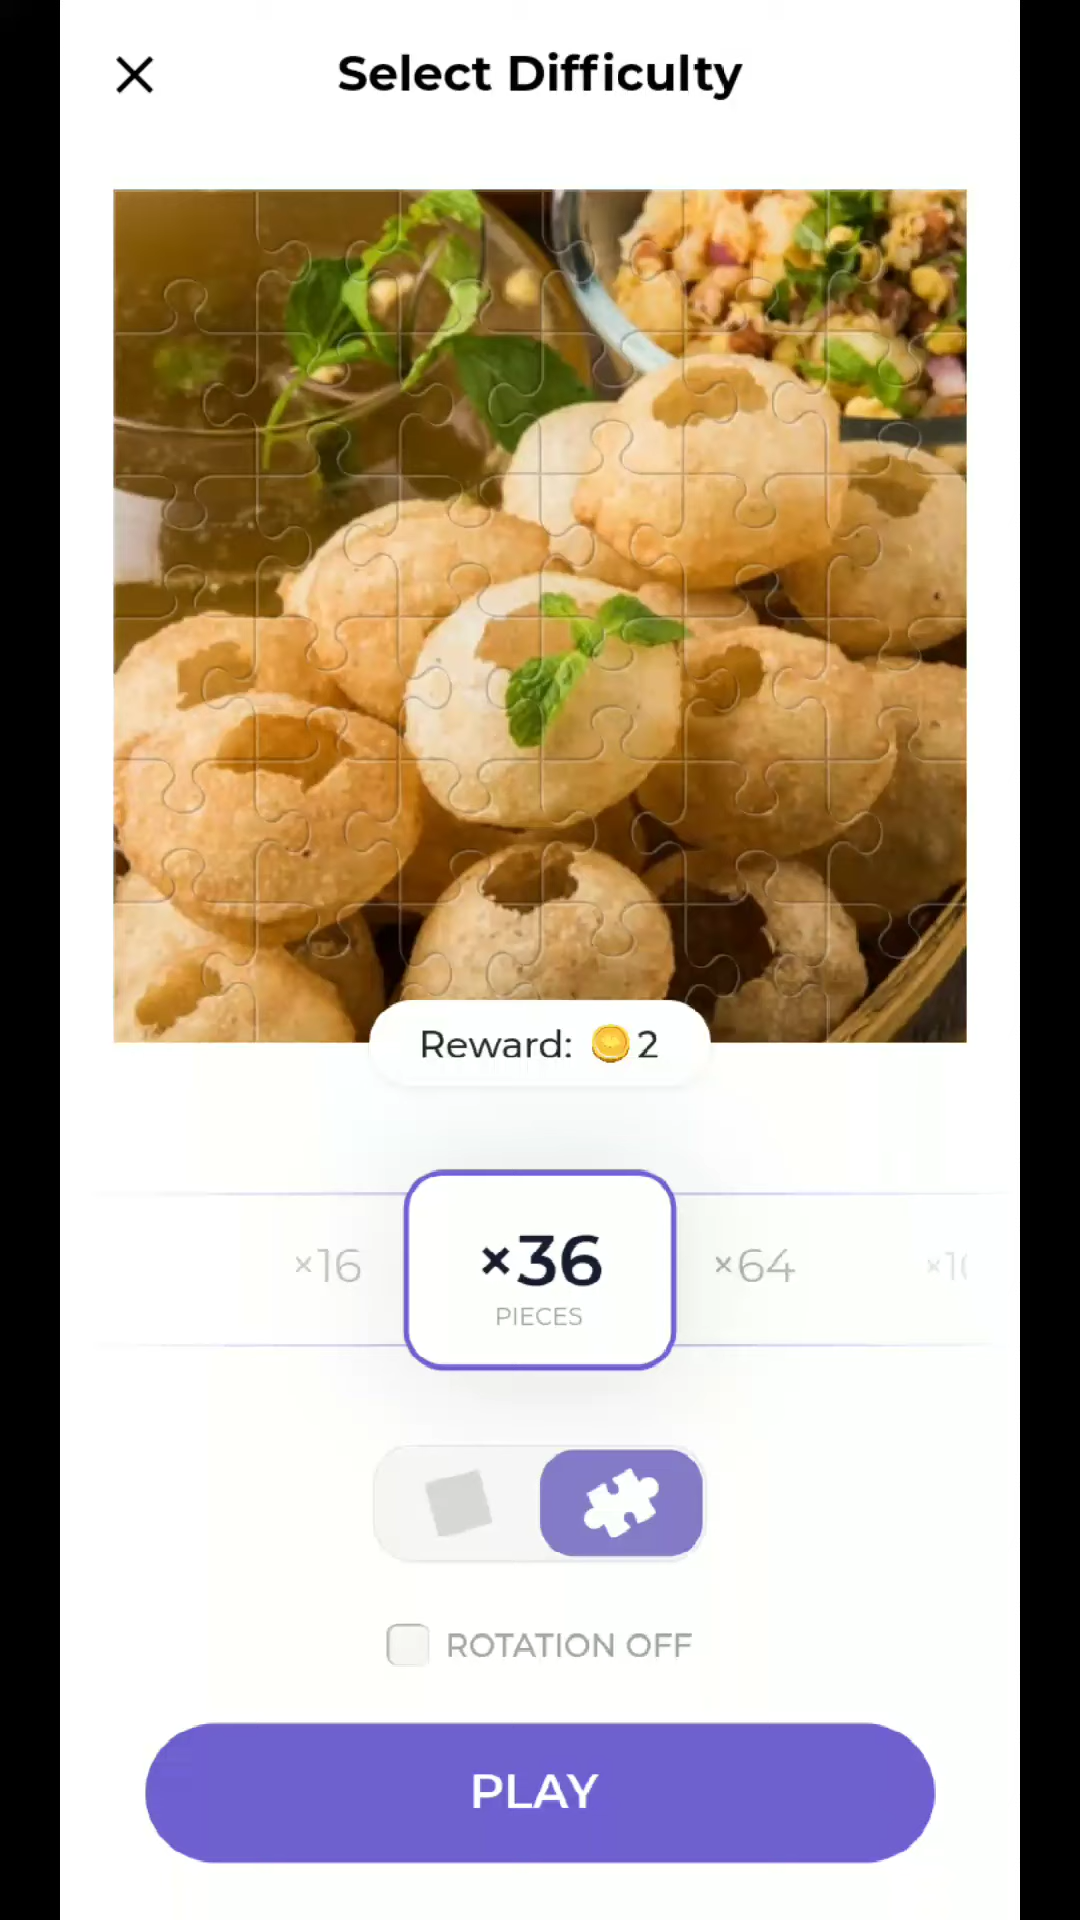 Select Difficulty
Reward: 2
×16
×36
PIECES
×64
ROTATION OFF
PLAY